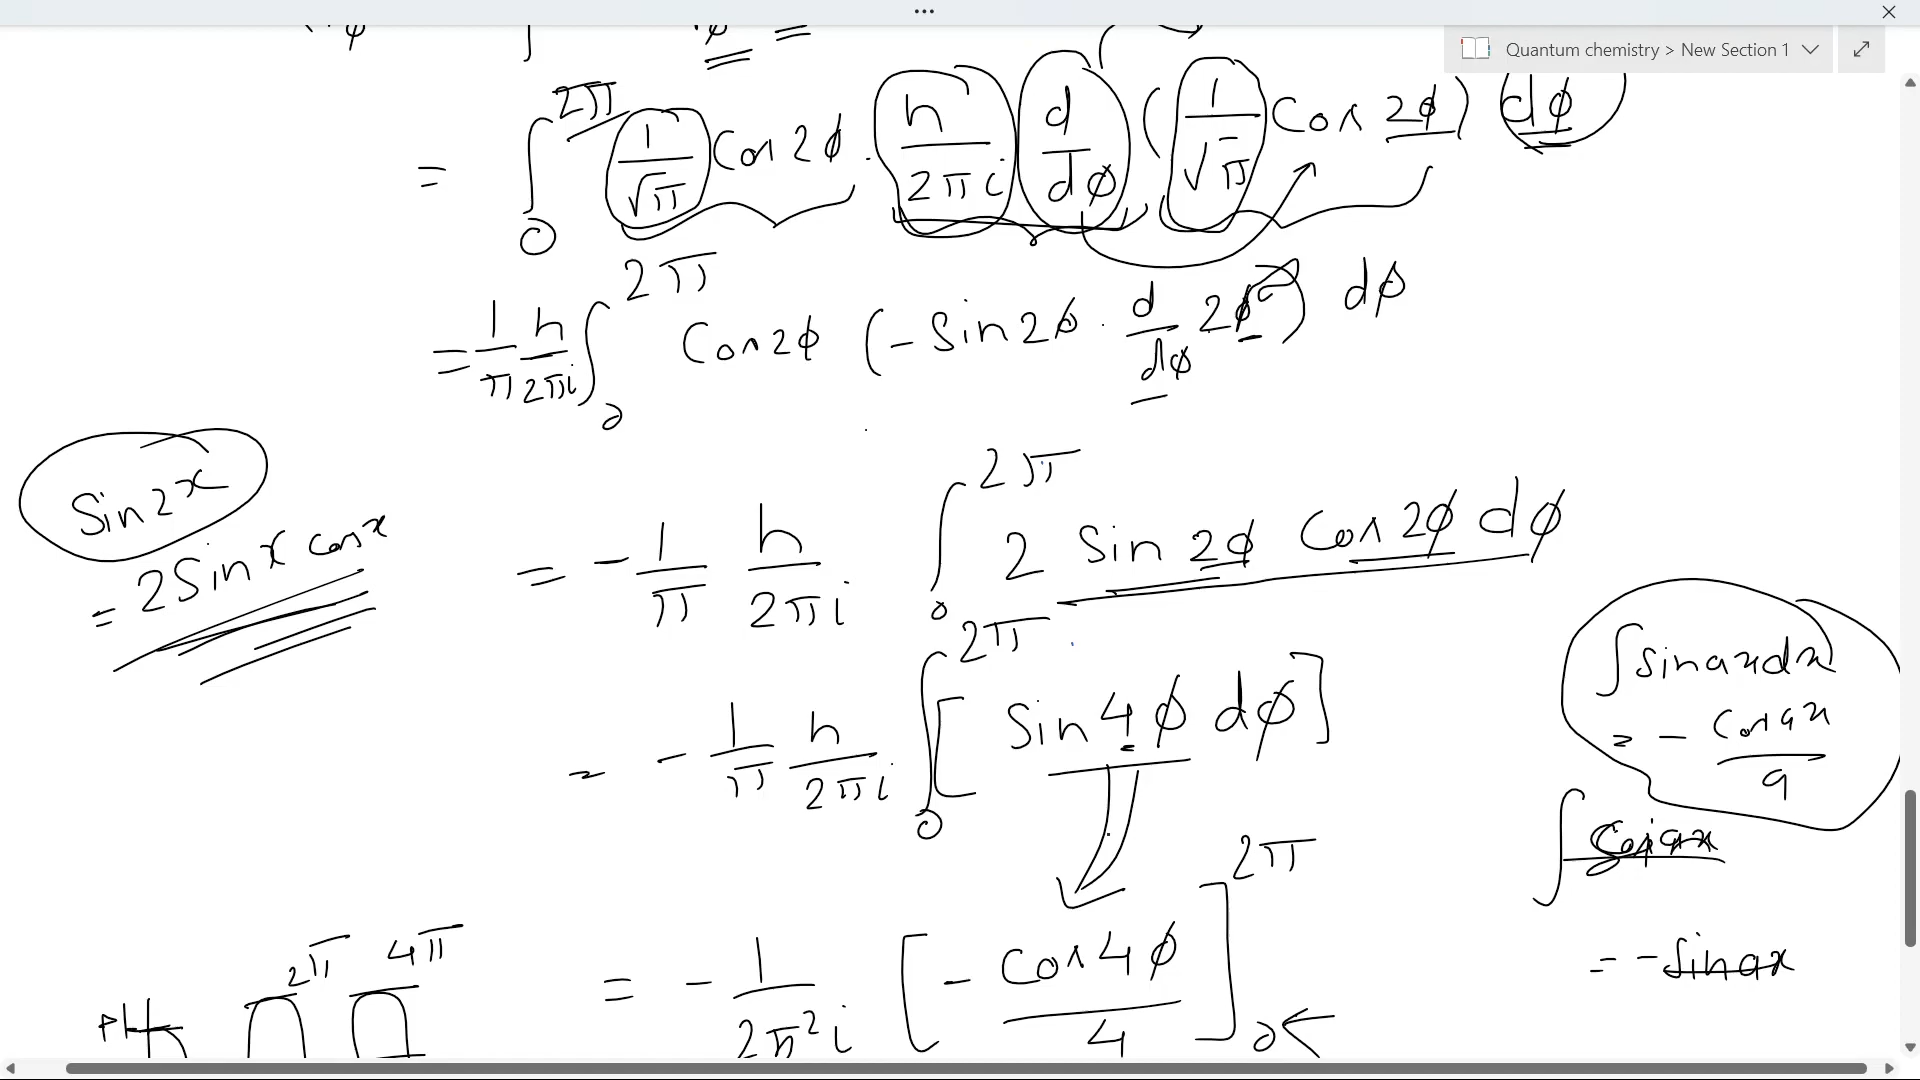 Quantum chemistry > New Section 1
= ∫₀^2π 1/√π Cos 2φ . h/2πi d/dφ (1/√π Cos 2φ) dφ
= 1/π h/2πi ∫₀^2π Cos 2φ (- Sin 2φ . d/dφ 2φ) dφ
Sin 2x
= 2 Sin x cos x
= - 1/π h/2πi ∫₀^2π 2 Sin 2φ Cos 2φ dφ
= - 1/π h/2πi ∫₀^2π [Sin 4φ dφ]
∫ sin ax dx
= - Cos ax / a
= - Sin ax
= - 1/2π²i [- Cos 4φ / 4]₀^2π
2π 4π